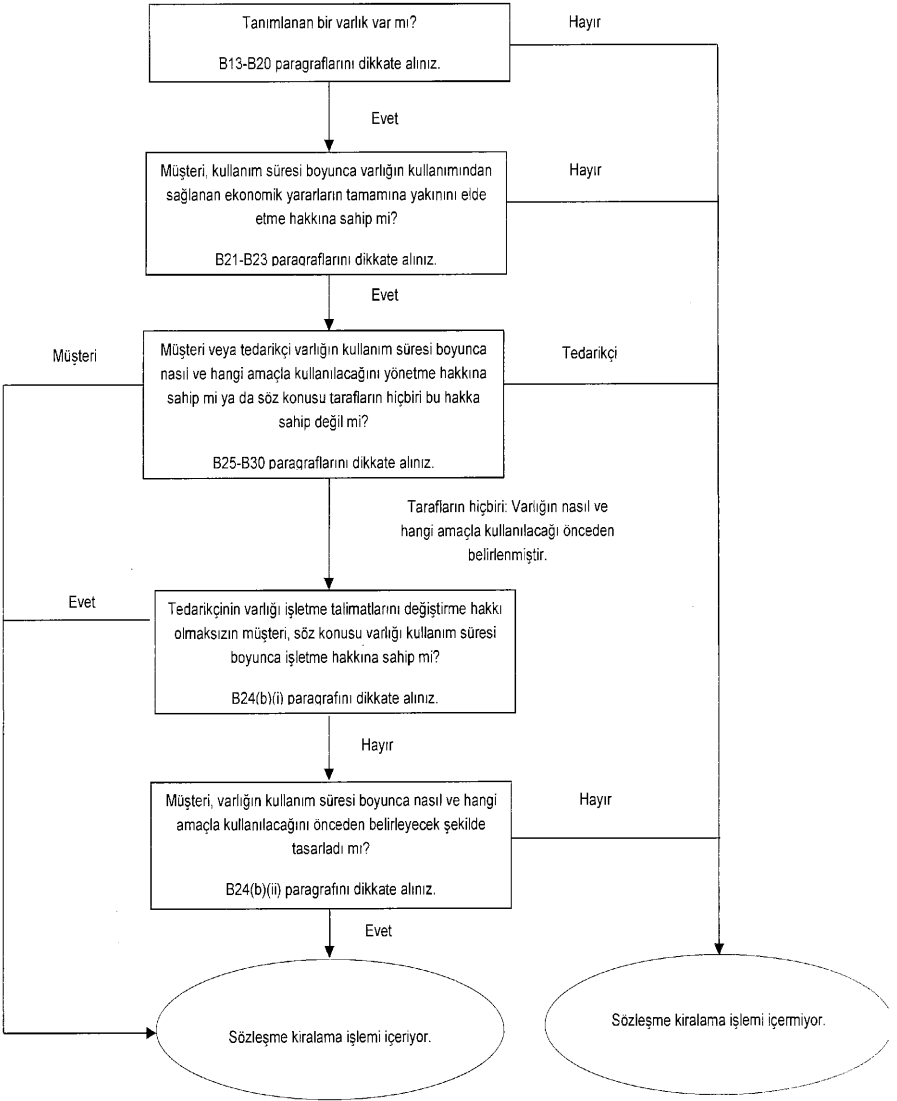 Tanımlanan bir varlık var mı?
B13-B20 paragraflarını dikkate alınız.
Hayır
Evet
Müşteri, kullanım süresi boyunca varlığın kullanımından
sağlanan ekonomik yararların tamamına yakınını elde
etme hakkına sahip mi?
B21-B23 paragraflarını dikkate alınız.
Hayır
Evet
Müşteri
Müşteri veya tedarikçi varlığın kullanım süresi boyunca
nasıl ve hangi amaçla kullanılacağını yönetme hakkına
sahip mi ya da söz konusu tarafların hiçbiri bu hakka
sahip değil mi?
B25-B30 paragraflarını dikkate alınız.
Tedarikçi
Tarafların hiçbiri: Varlığın nasıl ve
hangi amaçla kullanılacağı önceden
belirlenmiştir.
Evet
Tedarikçinin varlığı işletme talimatlarını değiştirme hakkı
olmaksızın müşteri, söz konusu varlığı kullanım süresi
boyunca işletme hakkına sahip mi?
B24(b)(i) paragrafını dikkate alınız.
Hayır
Müşteri, varlığın kullanım süresi boyunca nasıl ve hangi
amaçla kullanılacağını önceden belirleyecek şekilde
tasarladı mı?
B24(b)(ii) paragrafını dikkate alınız.
Hayır
Evet
Sözleşme kiralama işlemi içeriyor.
Sözleşme kiralama işlemi içermiyor.